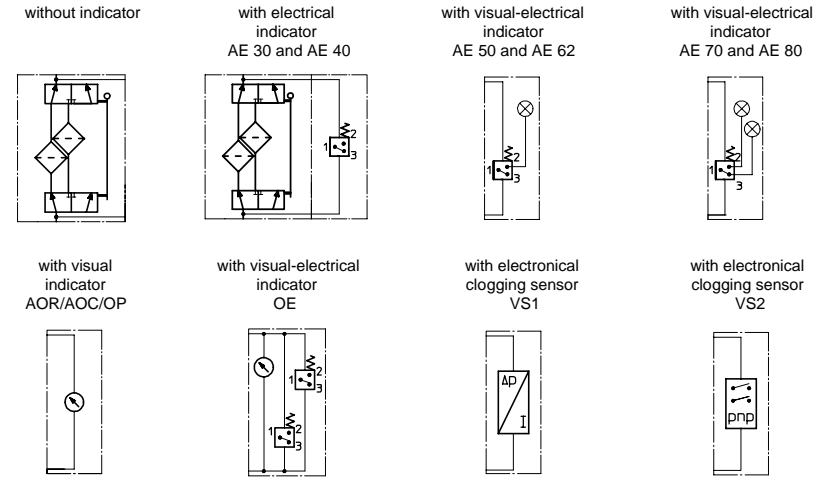 without indicator
with electrical
indicator
AE 30 and AE 40
with visual-electrical
indicator
AE 50 and AE 62
with visual-electrical
indicator
AE 70 and AE 80
1
2
3
1
2
3
1
2
3
with visual
indicator
AOR/AOC/OP
with visual-electrical
indicator
OE
with electronical
clogging sensor
VS1
with electronical
clogging sensor
VS2
1
2
3
1
2
3
Δp
I
pnp